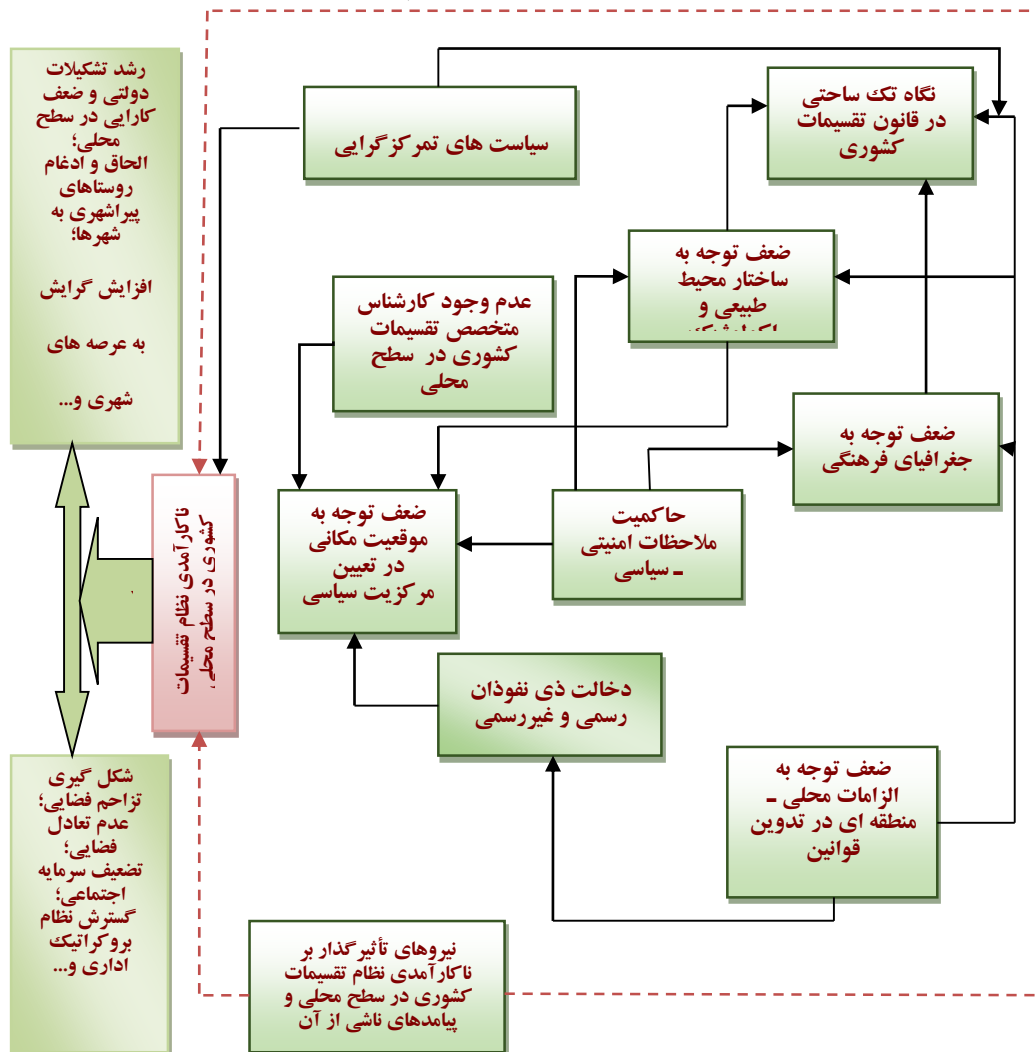 نگاه تک ساحتی
در قانون تقسیمات
کشوری
سیاست های تمرکزگرایی
رشد تشکیلات
دولتی و ضعف
کارایی در سطح
محلی؛
الحاق و ادغام
روستاهای
پیراشهری به
شهرها؛
افزایش گرایش
به عرصه های
شهری و...
ضعف توجه به
ساختار محیط
طبیعی و
عدم وجود کارشناس
متخصص تقسیمات
کشوری در سطح
محلی
ضعف توجه به
جغرافیای فرهنگی
حاکمیت
ملاحظات امنیتی
ـ سیاسی
ضعف توجه به
موقعیت مکانی
در تعیین
مرکزیت سیاسی
ناکارآمدی نظام تقسیمات
کشوری در سطح محلی
دخالت ذی نفوذان
رسمی و غیررسمی
ضعف توجه به
الزامات محلی ـ
منطقه ای در تدوین
قوانین
شکل گیری
تزاحم فضایی؛
عدم تعادل
فضایی؛
تضعیف سرمایه
اجتماعی؛
گسترش نظام
بروکراتیک
اداری و...
نیروهای تأثیرگذار بر
ناکارآمدی نظام تقسیمات
کشوری در سطح محلی و
پیامدهای ناشی از آن